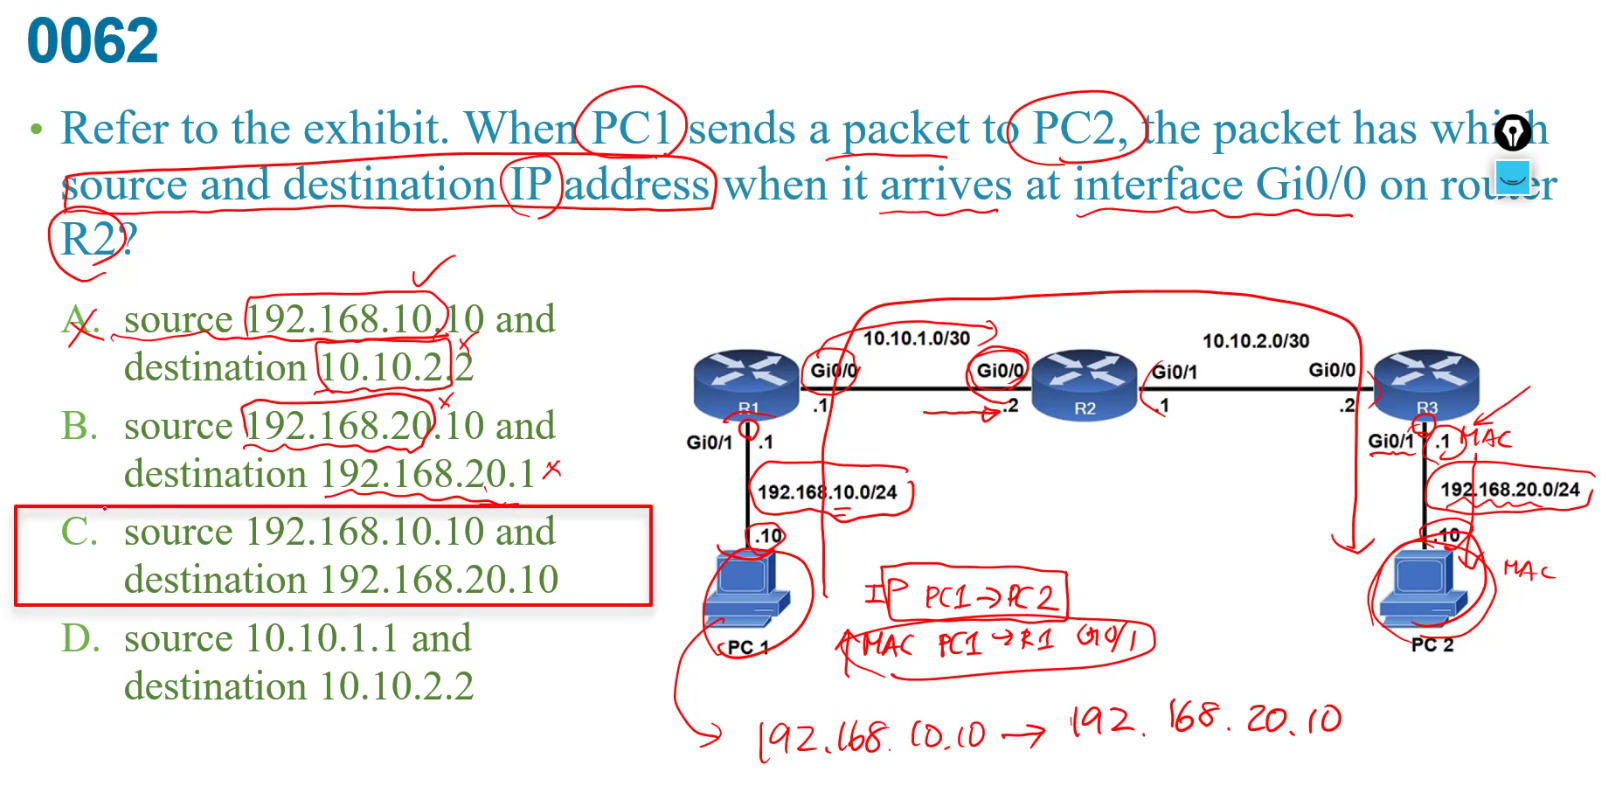 0062
• Refer to the exhibit. When PC1 sends a packet to PC2, the packet has which
source and destination IP address when it arrives at interface Gi0/0 on router
R2?
A. source 192.168.10.10 and
destination 10.10.2.2
B. source 192.168.20.10 and
destination 192.168.20.1
C. source 192.168.10.10 and
destination 192.168.20.10
D. source 10.10.1.1 and
destination 10.10.2.2
10.10.1.0/30
10.10.2.0/30
Gi0/0
Gi0/0
Gi0/1
Gi0/0
R1
.1
.2
R2
.1
.2
R3
Gi0/1
.1
Gi0/1
.1
MAC
192.168.10.0/24
192.168.20.0/24
.10
.10
MAC
IP PC1→PC2
PC 1
MAC PC1→R1 Gi0/1
PC 2
192.168.10.10 → 192.168.20.10